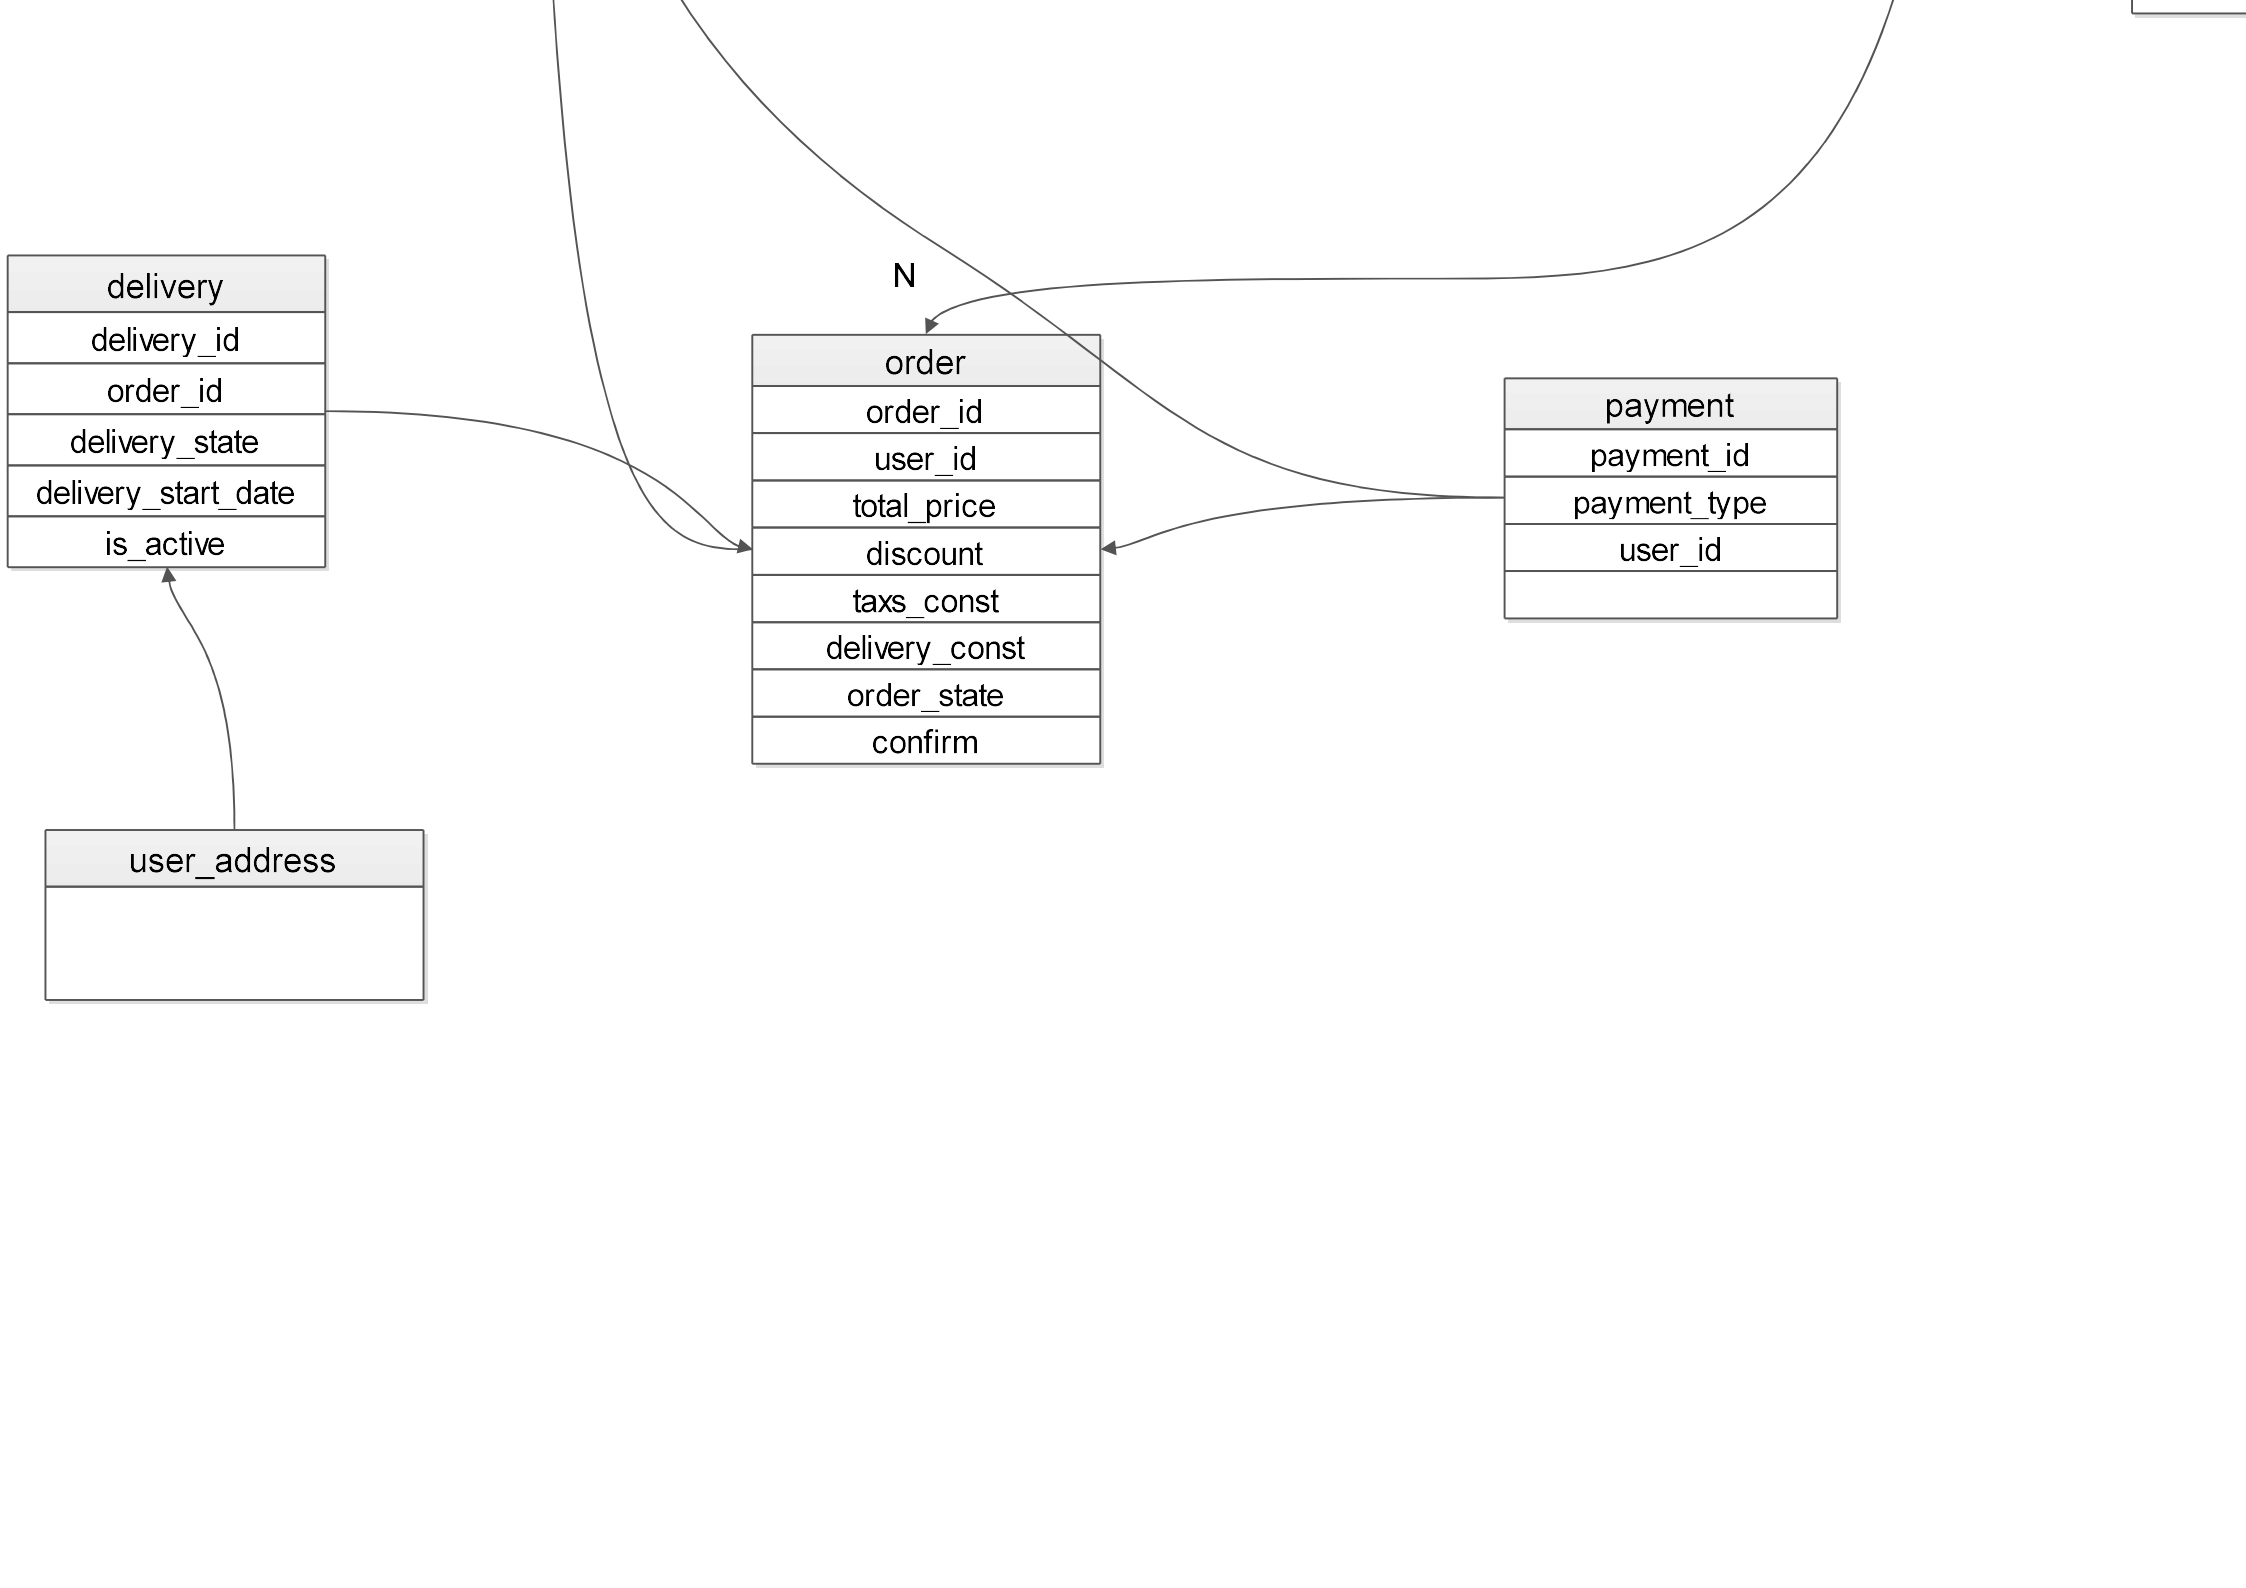 delivery
delivery_id
order_id
delivery_state
delivery_start_date
is_active
N
order
order_id
user_id
total_price
discount
taxs_const
delivery_const
order_state
confirm
payment
payment_id
payment_type
user_id
user_address